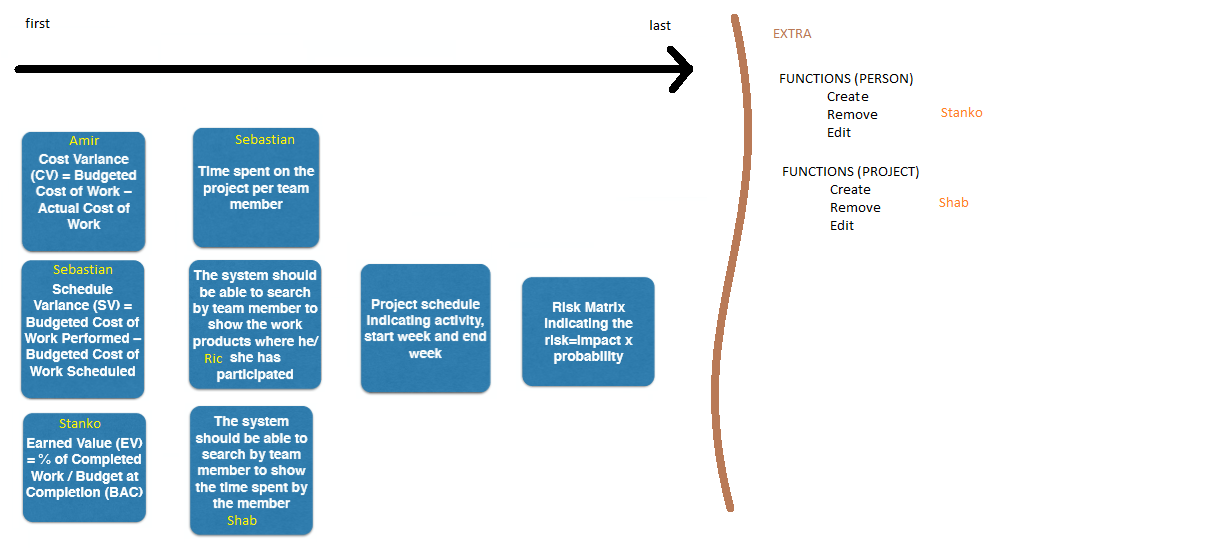 first
last
Amir
Cost Variance
(CV) = Budgeted
Cost of Work –
Actual Cost of
Work
Sebastian
Schedule
Variance (SV) =
Budgeted Cost of
Work Performed –
Budgeted Cost of
Work Scheduled
Stanko
Earned Value (EV)
= % of Completed
Work / Budget at
Completion (BAC)
Sebastian
Time spent on the
project per team
member
The system should
be able to search
by team member to
show the work
products where he/
Ric she has
participated
The system
should be able to
search by team
member to show
the time spent by
the member
Shab
Project schedule
indicating activity,
start week and end
week
Risk Matrix
indicating the
risk=impact x
probability
EXTRA
FUNCTIONS (PERSON)
Create
Remove
Edit
Stanko
FUNCTIONS (PROJECT)
Create
Remove
Edit
Shab